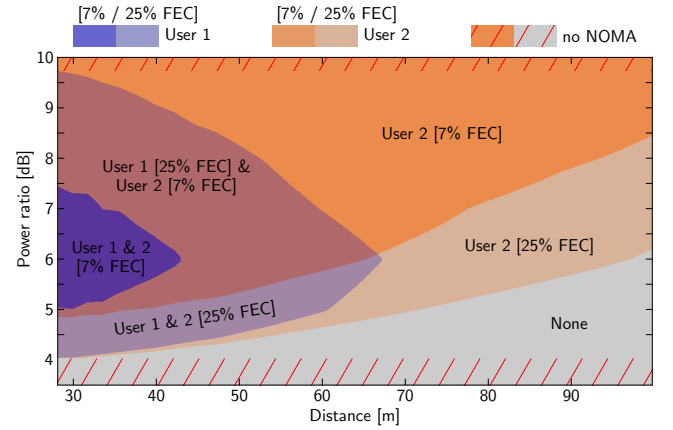 [7% / 25% FEC] [7% / 25% FEC]
User 1 User 2 no NOMA
10
9
8
7
6
5
4
Power ratio [dB]
User 2 [7% FEC]
User 1 [25% FEC] &
User 2 [7% FEC]
User 1 & 2
[7% FEC]
User 2 [25% FEC]
User 1 & 2 [25% FEC]
None
30 40 50 60 70 80 90
Distance [m]